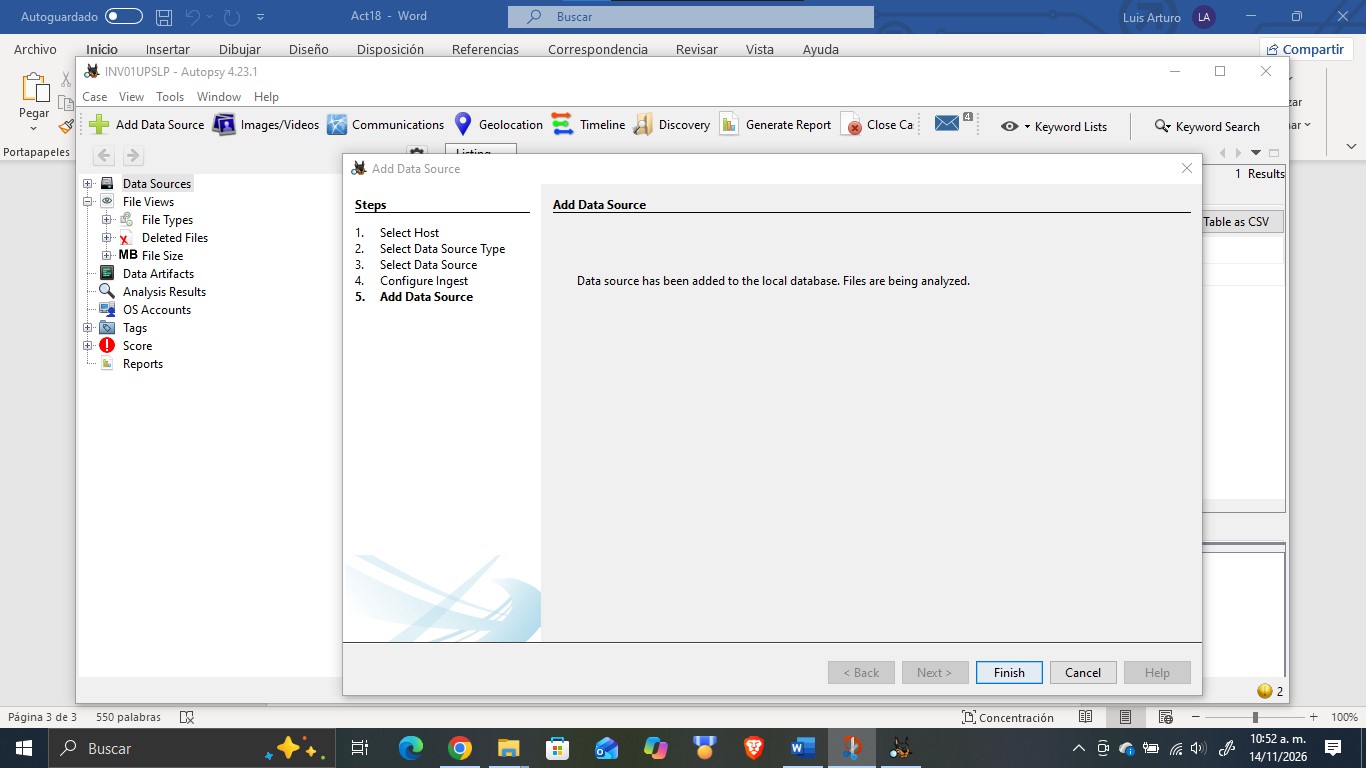 Autoguardado
Act18 - Word
Buscar
Luis Arturo LA
Archivo Inicio Insertar Dibujar Diseño Disposición Referencias Correspondencia Revisar Vista Ayuda
Compartir
Pegar
Portapapeles
INV01UPSLP - Autopsy 4.23.1
Case View Tools Window Help
Add Data Source Images/Videos Communications Geolocation Timeline Discovery Generate Report Close Ca 4 Keyword Lists Keyword Search
Listing
1 Results
Table as CSV
Data Sources
File Views
File Types
Deleted Files
MB File Size
Data Artifacts
Analysis Results
OS Accounts
Tags
Score
Reports
Add Data Source
Steps
1. Select Host
2. Select Data Source Type
3. Select Data Source
4. Configure Ingest
5. Add Data Source
Add Data Source
Data source has been added to the local database. Files are being analyzed.
< Back Next > Finish Cancel Help
2
Página 3 de 3 550 palabras
Concentración
100%
Buscar
10:52 a. m.
14/11/2026